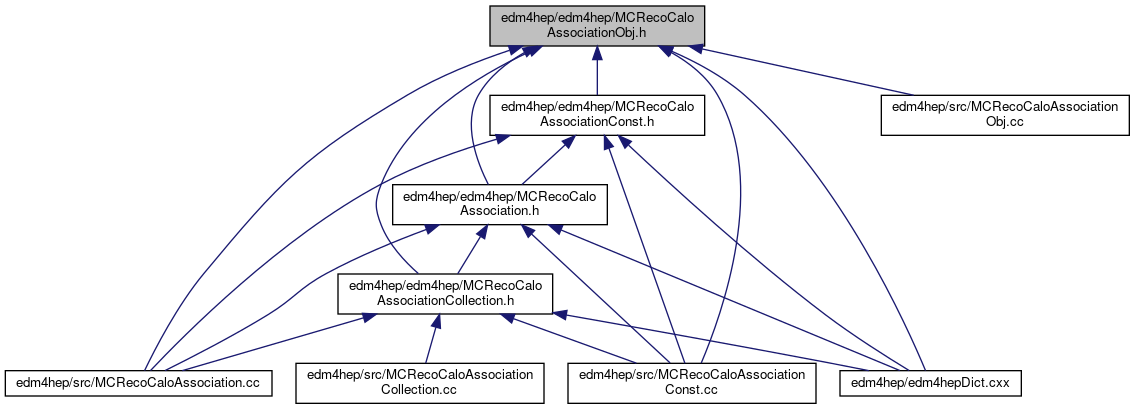 edm4hep/edm4hep/MCRecoCalo
AssociationObj.h
edm4hep/edm4hep/MCRecoCalo
AssociationConst.h
edm4hep/src/MCRecoCaloAssociation
Obj.cc
edm4hep/edm4hep/MCRecoCalo
Association.h
edm4hep/edm4hep/MCRecoCalo
AssociationCollection.h
edm4hep/src/MCRecoCaloAssociation.cc
edm4hep/src/MCRecoCaloAssociation
Collection.cc
edm4hep/src/MCRecoCaloAssociation
Const.cc
edm4hep/edm4hepDict.cxx